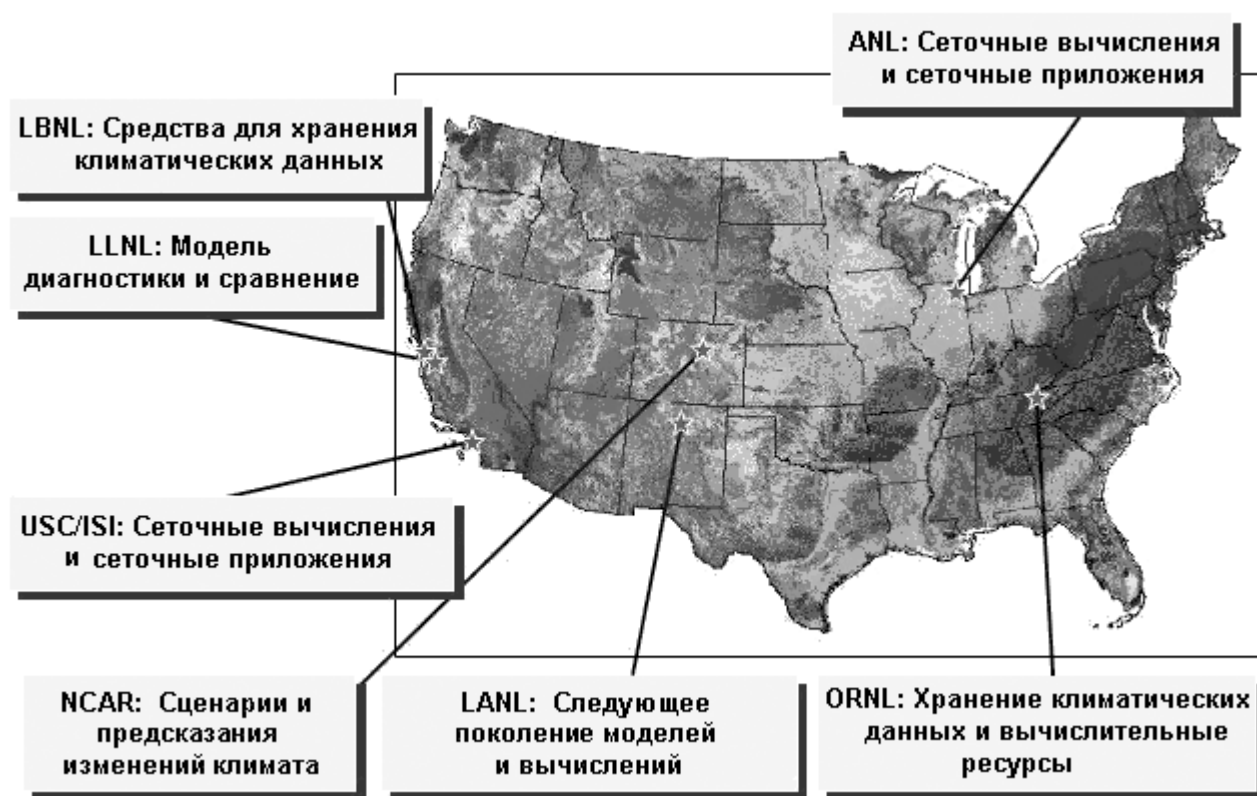 ANL: Сеточные вычисления
и сеточные приложения
LBNL: Средства для хранения
климатических данных
LLNL: Модель
диагностики и сравнение
USC/ISI: Сеточные вычисления
и сеточные приложения
NCAR: Сценарии и
предсказания
изменений климата
LANL: Следующее
поколение моделей
и вычислений
ORNL: Хранение климатических
данных и вычислительные
ресурсы